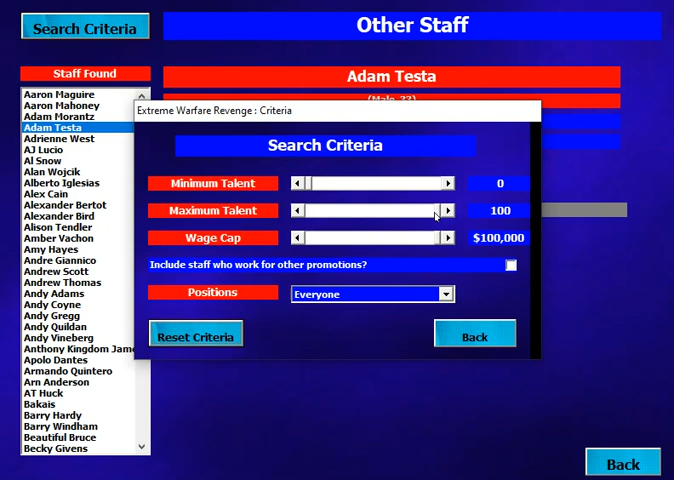 Search Criteria
Other Staff
Staff Found
Adam Testa
Aaron Maguire
Aaron Mahoney
Adam Morantz
Adam Testa
Adrienne West
AJ Lucio
Al Snow
Alan Wojcik
Alberto Iglesias
Alex Cain
Alexander Bertot
Alexander Bird
Alison Tendler
Amber Vachon
Amy Hayes
Andre Giannico
Andrew Scott
Andrew Thomas
Andy Adams
Andy Coyne
Andy Gregg
Andy Quildan
Andy Vineberg
Anthony Kingdom Jame
Apolo Dantes
Armando Quintero
Arn Anderson
AT Huck
Bakais
Barry Hardy
Barry Windham
Beautiful Bruce
Becky Givens
(Male, ??)
Extreme Warfare Revenge : Criteria
Search Criteria
Minimum Talent
0
Maximum Talent
100
Wage Cap
$100,000
Include staff who work for other promotions?
Positions
Everyone
Reset Criteria
Back
Back